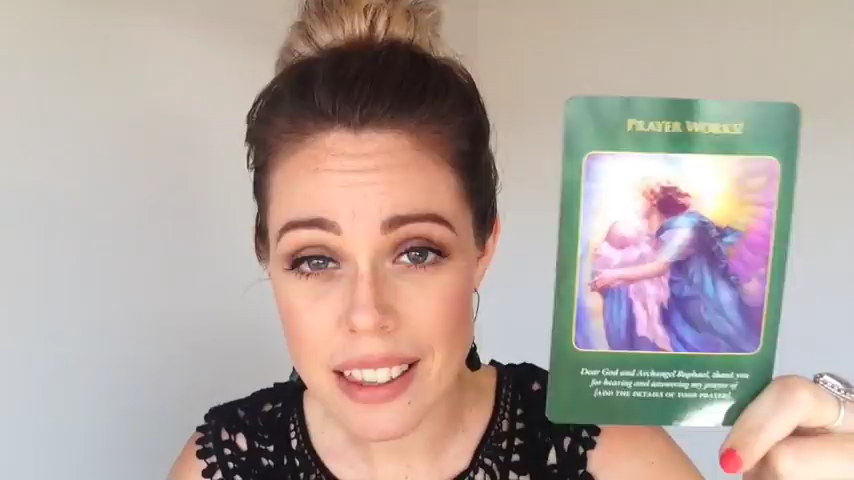 PRAYER WORKS!
Dear God and Archangel Raphael, thank you
for hearing and answering my prayer of
[ADD THE DETAILS OF YOUR PRAYER]